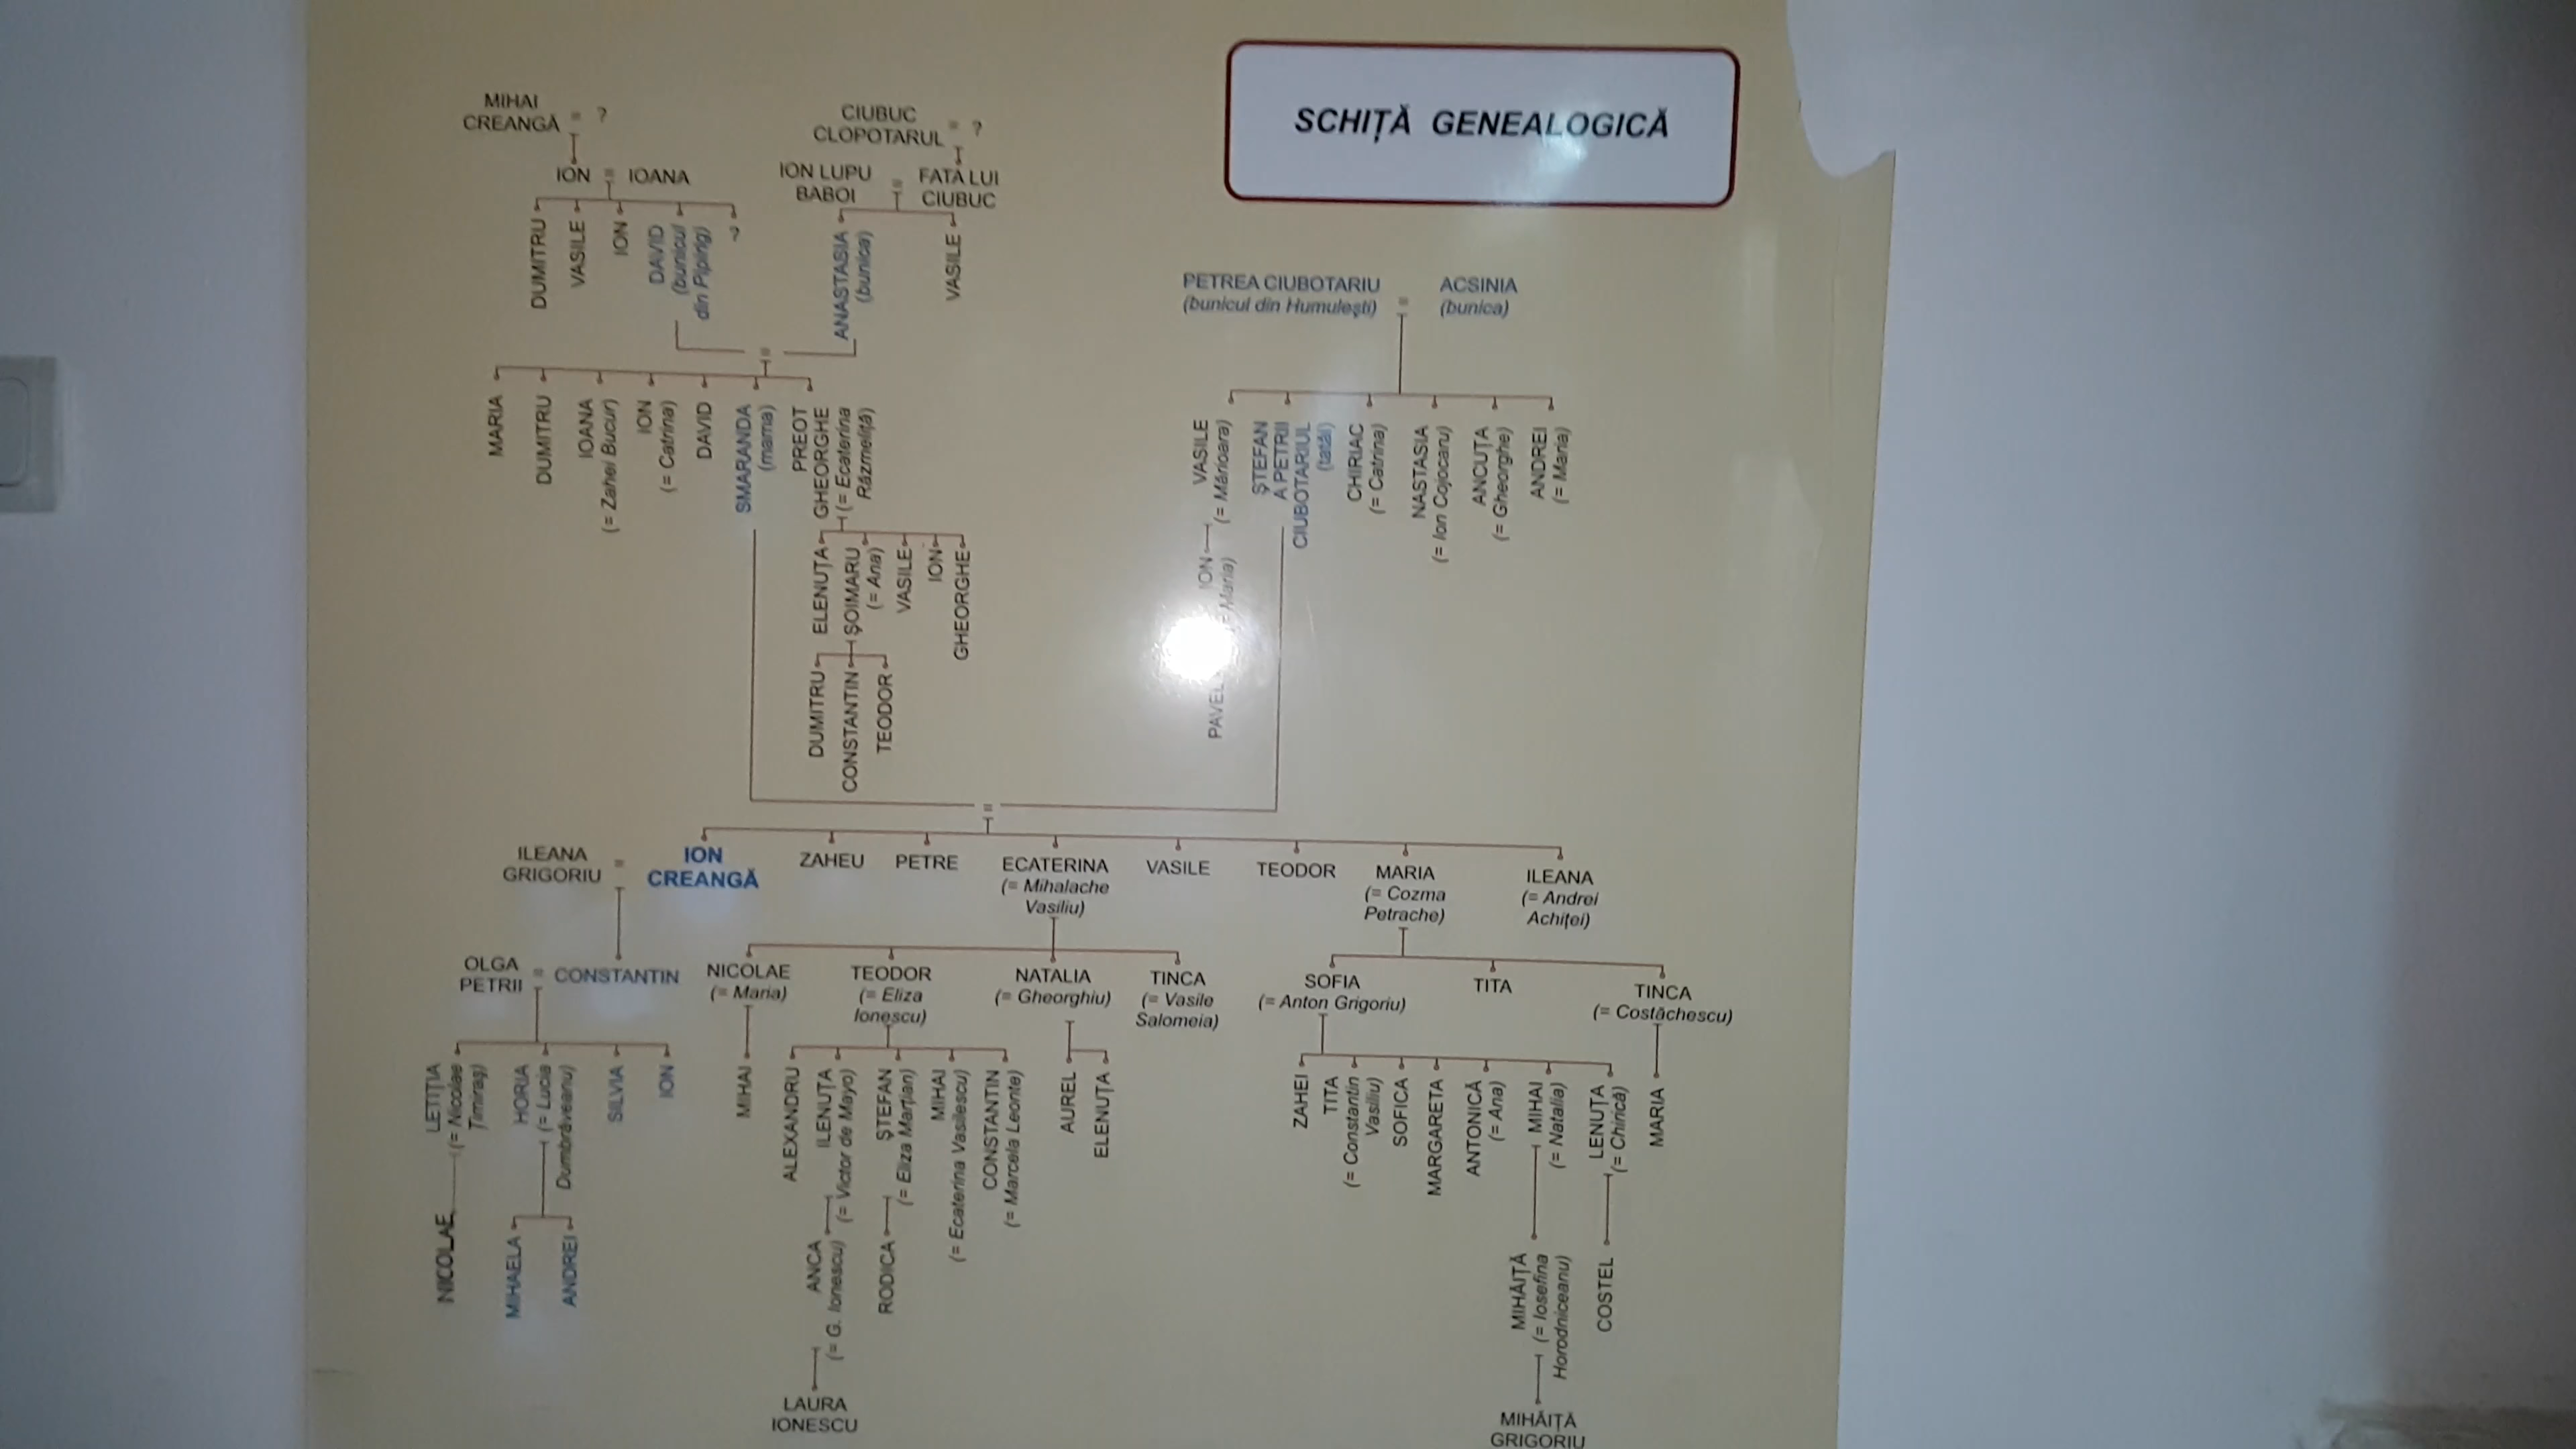 SCHIȚĂ GENEALOGICĂ
MIHAI
CREANGĂ = ?
CIUBUC
CLOPOTARUL = ?
ION = IOANA
ION LUPU
BABOI
=
FATA LUI
CIUBUC
DUMITRU
VASILE
ION
DAVID
(bunicul
din Pipirig)
?
ANASTASIA
(bunica)
VASILE
=
PETREA CIUBOTARIU
(bunicul din Humulești)
=
ACSINIA
(bunica)
MARIA
DUMITRU
IOANA
(= Zahei Bucur)
ION
(= Catrina)
DAVID
SMARANDA
(mama)
PREOT
GHEORGHE
(= Ecaterina
Răzmeliță)
ELENUȚA
ȘOIMARU
(= Ana)
VASILE
ION
GHEORGHE
DUMITRU
CONSTANTIN
TEODOR
VASILE
(= Mărioara)
ȘTEFAN
A PETRII
CIUBOTARIUL
(tatăl)
CHIRIAC
(= Catrina)
NASTASIA
(= Ion Cojocaru)
ANCUȚA
(= Gheorghe)
ANDREI
(= Maria)
ION
Maria)
PAVEL
=
ILEANA
GRIGORIU
=
ION
CREANGĂ
ZAHEU
PETRE
ECATERINA
(= Mihalache
Vasiliu)
VASILE
TEODOR
MARIA
(= Cozma
Petrache)
ILEANA
(= Andrei
Achiței)
OLGA
PETRII
=
CONSTANTIN
NICOLAE
(= Maria)
TEODOR
(= Eliza
Ionescu)
NATALIA
(= Gheorghiu)
TINCA
(= Vasile
Salomeia)
SOFIA
(= Anton Grigoriu)
TITA
TINCA
(= Costăchescu)
LETIȚIA
(= Nicolae
Țimiraș)
HORIA
(= Lucia
Dumbrăveanu)
SILVIA
ION
MIHAI
ALEXANDRU
ILENUȚA
(= Victor de Mayo)
ȘTEFAN
(= Eliza Marțian)
MIHAI
(= Ecaterina Vasilescu)
CONSTANTIN
(= Marcela Leonte)
AUREL
ELENUȚA
ZAHEI
TITA
(= Constantin
Vasiliu)
SOFICA
MARGARETA
ANTONICĂ
(= Ana)
MIHAI
(= Natalia)
LENUȚA
(= Chirică)
MARIA
NICOLAE
MIHAELA
ANDREI
ANCA
(= G. Ionescu)
RODICA
MIHĂIȚĂ
(= Iosefina
Horodniceanu)
COSTEL
LAURA
IONESCU
MIHĂIȚĂ
GRIGORIU